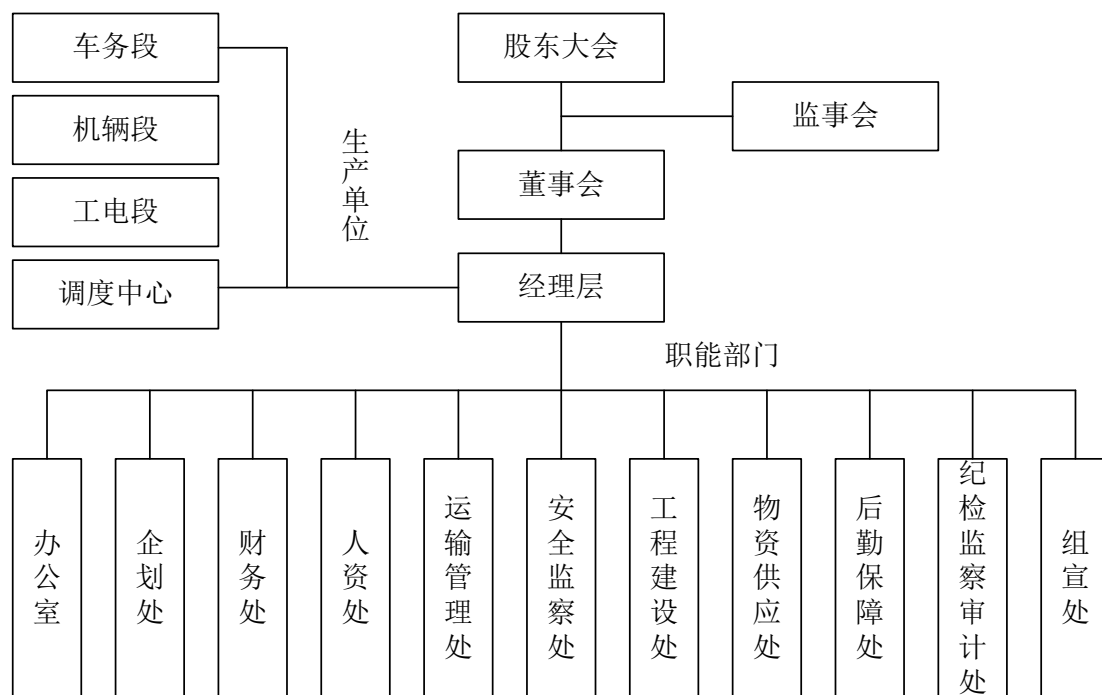 车务段
股东大会
监事会
机辆段
生产单位
董事会
工电段
经理层
调度中心
职能部门
办公室
企划处
财务处
人资处
运输管理处
安全监察处
工程建设处
物资供应处
后勤保障处
纪检监察审计处
组宣处